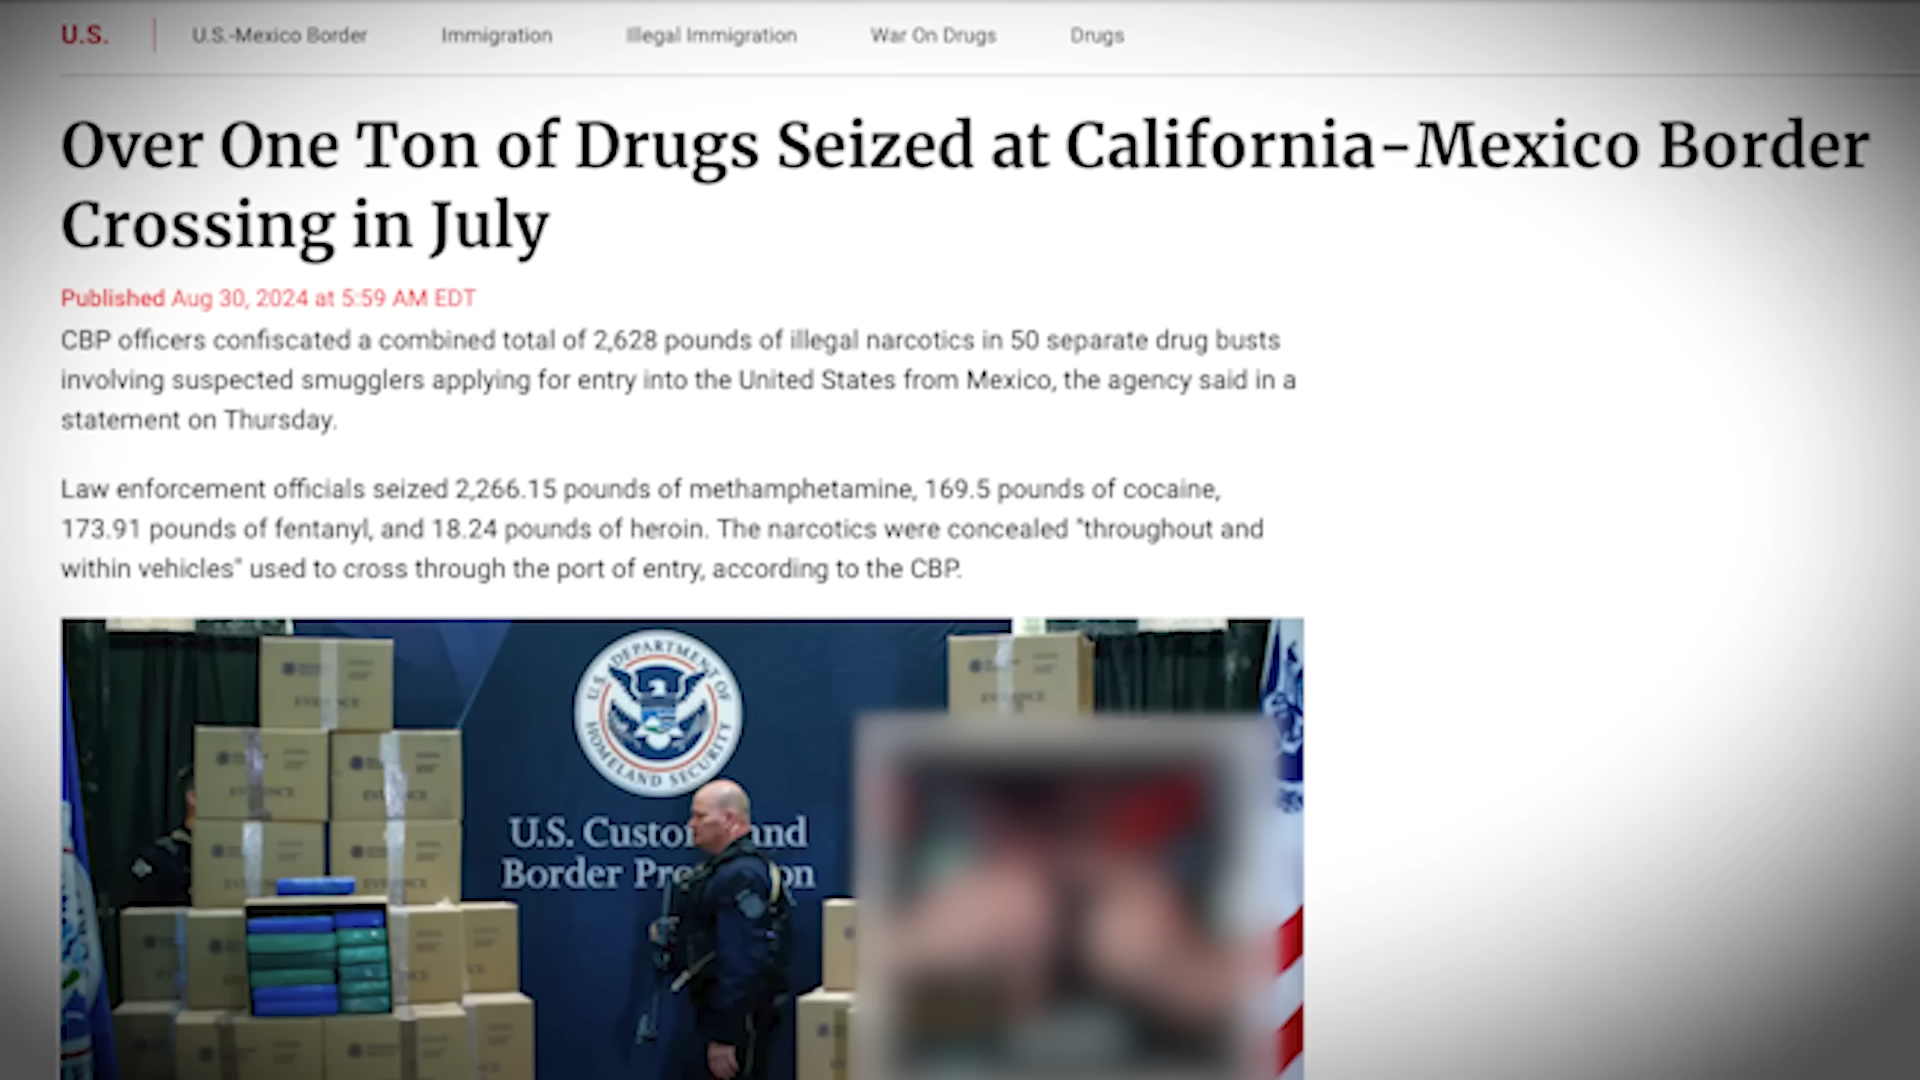 U.S. U.S.-Mexico Border Immigration Illegal Immigration War On Drugs Drugs
Over One Ton of Drugs Seized at California-Mexico Border
Crossing in July
Published Aug 30, 2024 at 5:59 AM EDT
CBP officers confiscated a combined total of 2,628 pounds of illegal narcotics in 50 separate drug busts
involving suspected smugglers applying for entry into the United States from Mexico, the agency said in a
statement on Thursday.
Law enforcement officials seized 2,266.15 pounds of methamphetamine, 169.5 pounds of cocaine,
173.91 pounds of fentanyl, and 18.24 pounds of heroin. The narcotics were concealed "throughout and
within vehicles" used to cross through the port of entry, according to the CBP.
U.S. DEPARTMENT OF
HOMELAND SECURITY
U.S. Custo and
Border Pro on